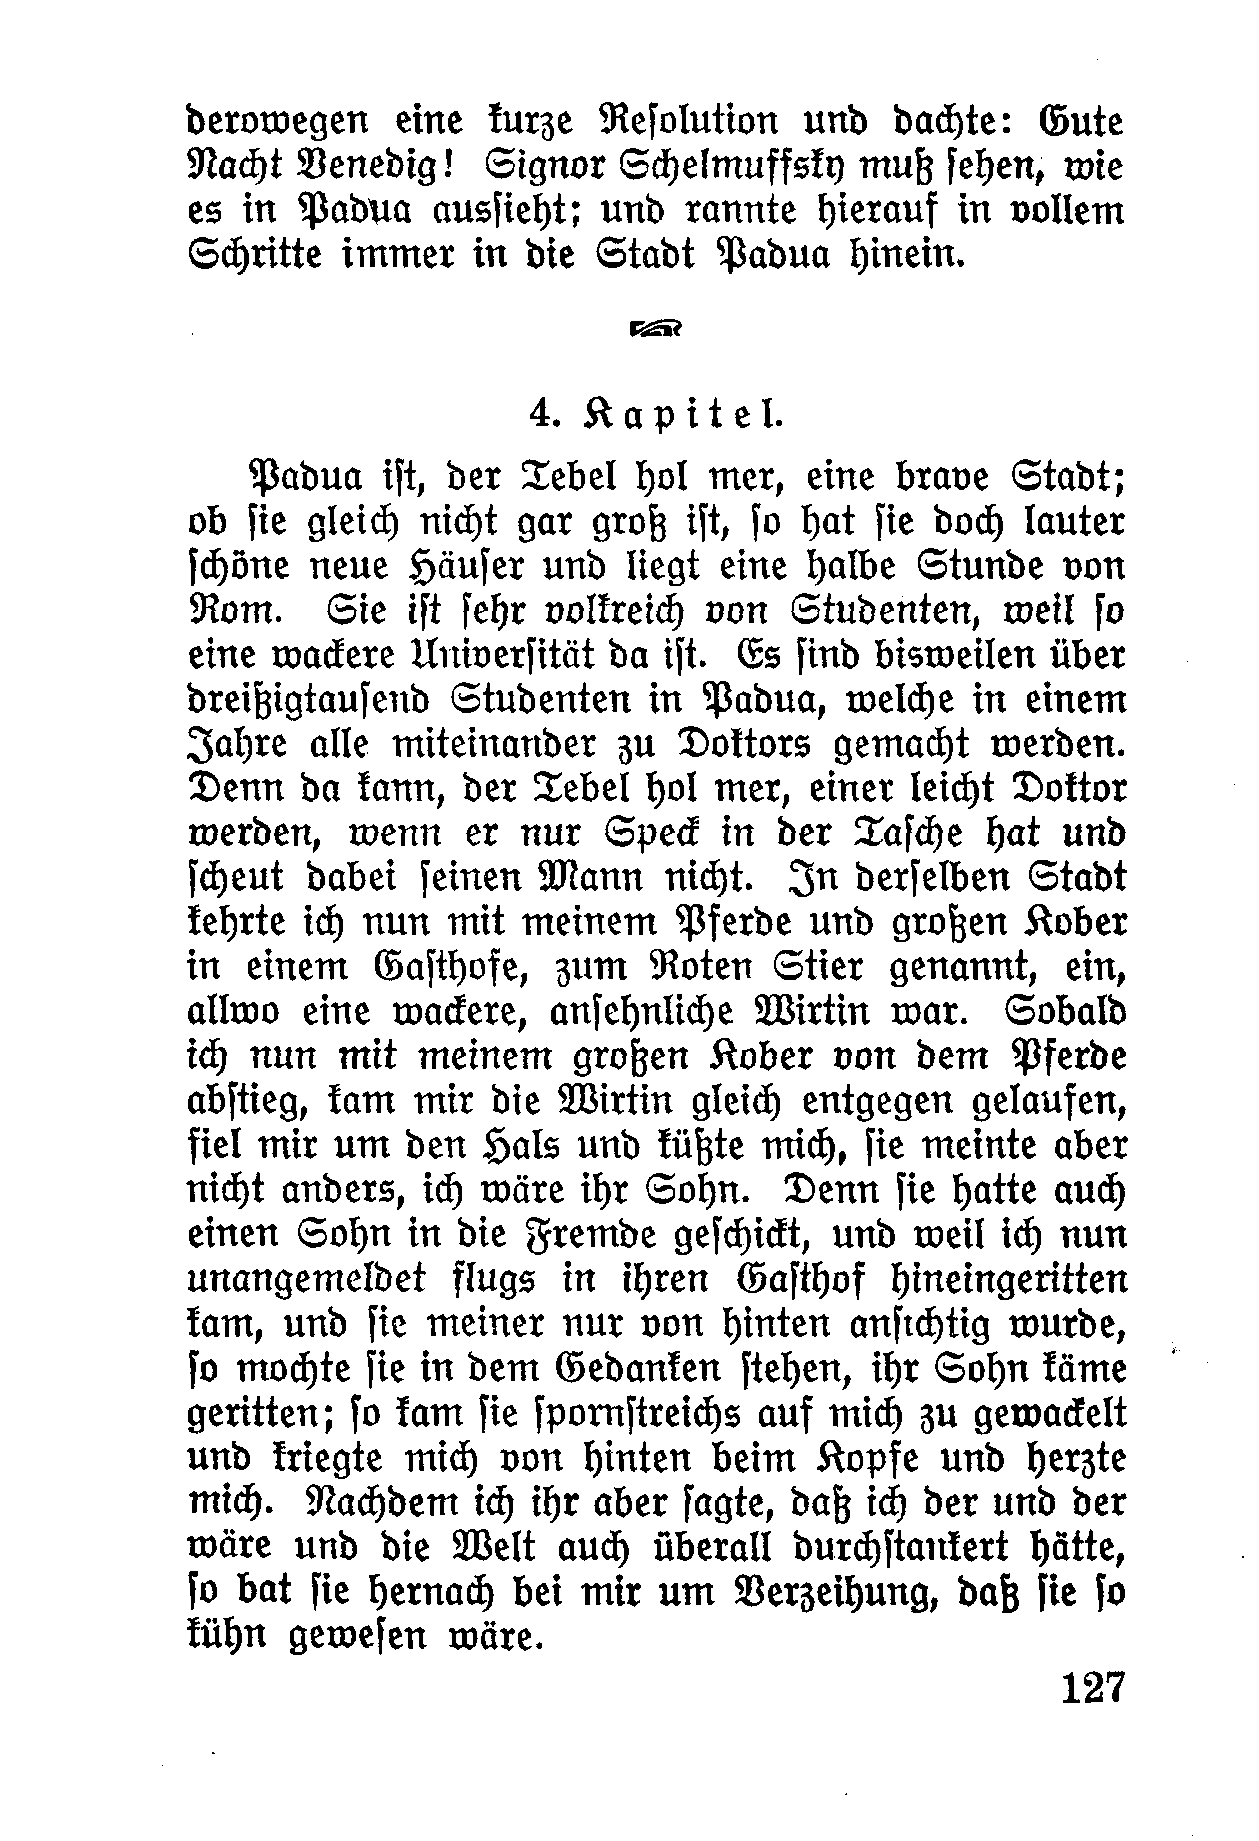 derowegen eine kurze Reſolution und dachte: Gute
Nacht Venedig! Signor Schelmuffsky muß ſehen, wie
es in Padua ausſieht; und rannte hierauf in vollem
Schritte immer in die Stadt Padua hinein.
4. Kapitel.
Padua iſt, der Tebel hol mer, eine brave Stadt;
ob ſie gleich nicht gar groß iſt, ſo hat ſie doch lauter
ſchöne neue Häuſer und liegt eine halbe Stunde von
Rom. Sie iſt ſehr volkreich von Studenten, weil ſo
eine wackere Univerſität da iſt. Es ſind bisweilen über
dreißigtauſend Studenten in Padua, welche in einem
Jahre alle miteinander zu Doktors gemacht werden.
Denn da kann, der Tebel hol mer, einer leicht Doktor
werden, wenn er nur Speck in der Taſche hat und
ſcheut dabei ſeinen Mann nicht. In derſelben Stadt
kehrte ich nun mit meinem Pferde und großen Kober
in einem Gaſthofe, zum Roten Stier genannt, ein,
allwo eine wackere, anſehnliche Wirtin war. Sobald
ich nun mit meinem großen Kober von dem Pferde
abſtieg, kam mir die Wirtin gleich entgegen gelaufen,
fiel mir um den Hals und küßte mich, ſie meinte aber
nicht anders, ich wäre ihr Sohn. Denn ſie hatte auch
einen Sohn in die Fremde geſchickt, und weil ich nun
unangemeldet flugs in ihren Gaſthof hineingeritten
kam, und ſie meiner nur von hinten anſichtig wurde,
ſo mochte ſie in dem Gedanken ſtehen, ihr Sohn käme
geritten; ſo kam ſie ſpornſtreichs auf mich zu gewackelt
und kriegte mich von hinten beim Kopfe und herzte
mich. Nachdem ich ihr aber ſagte, daß ich der und der
wäre und die Welt auch überall durchſtankert hätte,
ſo bat ſie hernach bei mir um Verzeihung, daß ſie ſo
kühn geweſen wäre.
127